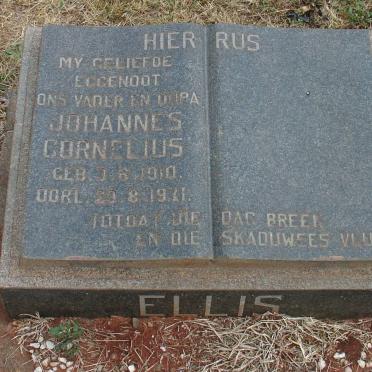 HIER RUS
MY GELIEFDE
EGGENOOT
ONS VADER EN OUPA
JOHANNES
CORNELIUS
GEB. 3.6.1910.
OORL. 29.8.1971.
TOTDAT DIE DAG BREEK
EN DIE SKADUWEES VLU
ELLIS